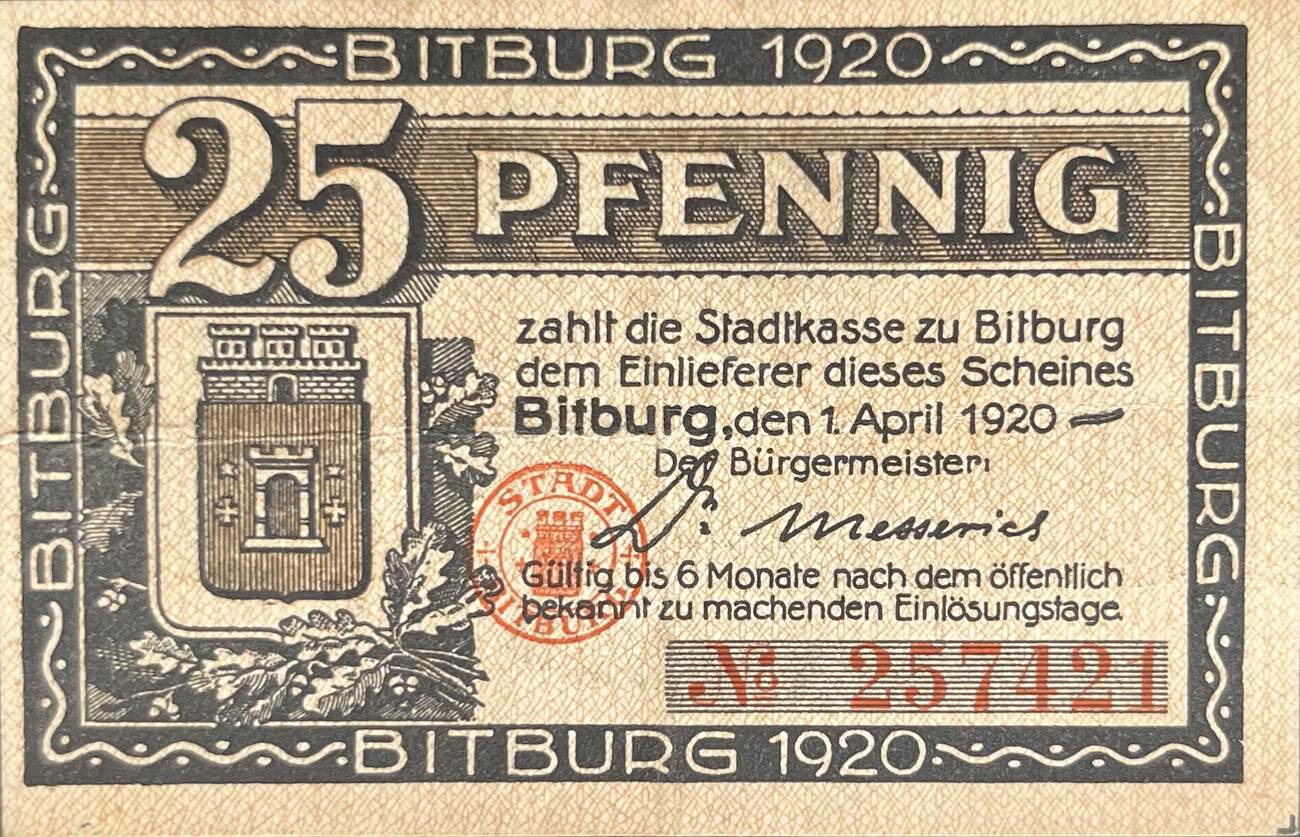 BITBURG 1920
BITBURG
25 PFENNIG
BITBURG
zahlt die Stadtkasse zu Bitburg
dem Einlieferer dieses Scheines
Bitburg, den 1. April 1920
Der Bürgermeister:
Dr. Messerich
STADT
BITBURG
Gültig bis 6 Monate nach dem öffentlich
bekannt zu machenden Einlösungstage.
No 257421
BITBURG 1920